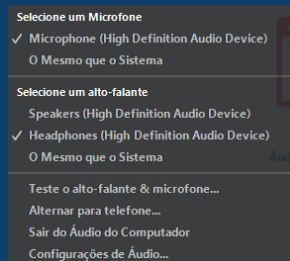 Selecione um Microfone
✓ Microphone (High Definition Audio Device)
O Mesmo que o Sistema
Selecione um alto-falante
Speakers (High Definition Audio Device)
✓ Headphones (High Definition Audio Device)
O Mesmo que o Sistema
Teste o alto-falante & microfone...
Alternar para telefone...
Sair do Áudio do Computador
Configurações de Áudio...